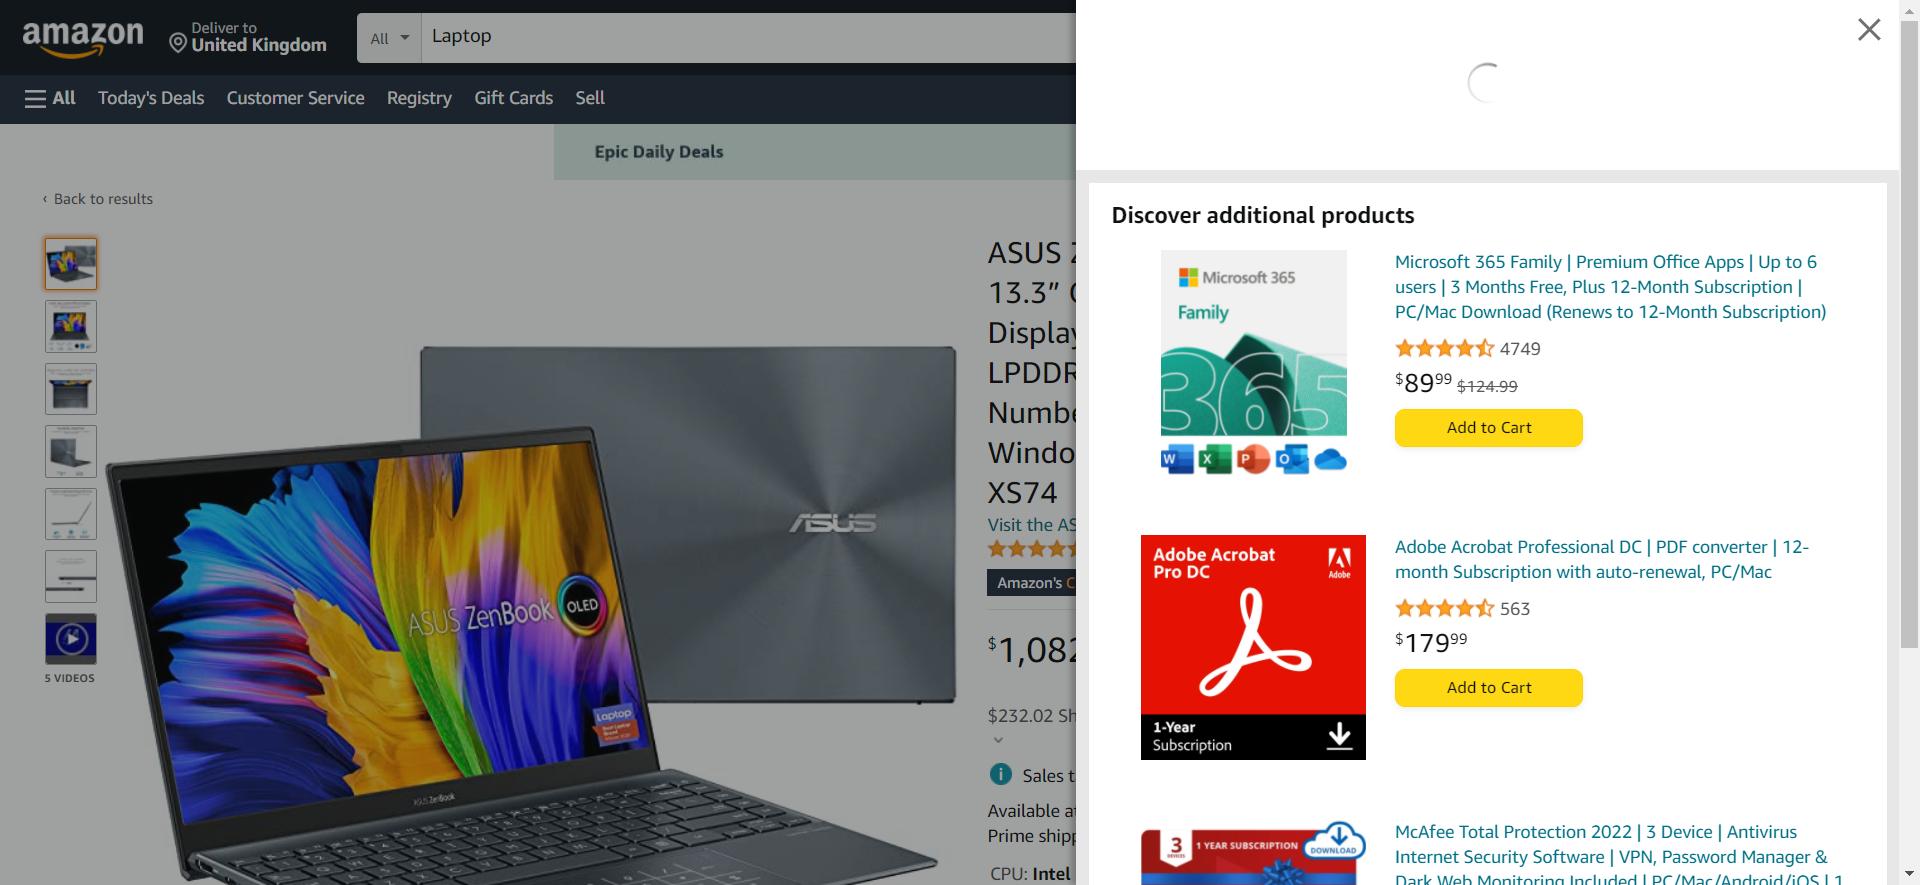 amazon
Deliver to
United Kingdom
All
Laptop
All
Today's Deals
Customer Service
Registry
Gift Cards
Sell
Epic Daily Deals
‹ Back to results
5 VIDEOS
ASUS ZenBook
OLED
Laptop
ASUS ZenBook
ASUS
ASUS
13.3”
Display
LPDDR
Numbe
Windo
XS74
Visit the AS
Amazon's
$1,082
$232.02 Sh
Sales t
Available a
Prime shipp
CPU: Intel
Discover additional products
Microsoft 365
Family
365
Microsoft 365 Family | Premium Office Apps | Up to 6
users | 3 Months Free, Plus 12-Month Subscription |
PC/Mac Download (Renews to 12-Month Subscription)
4749
$89.99 $124.99
Add to Cart
Adobe Acrobat
Pro DC
Adobe
1-Year
Subscription
Adobe Acrobat Professional DC | PDF converter | 12-
month Subscription with auto-renewal, PC/Mac
563
$179.99
Add to Cart
3
DEVICES
1 YEAR SUBSCRIPTION
DOWNLOAD
McAfee Total Protection 2022 | 3 Device | Antivirus
Internet Security Software | VPN, Password Manager &
Dark Web Monitoring Included | PC/Mac/Android/iOS | 1